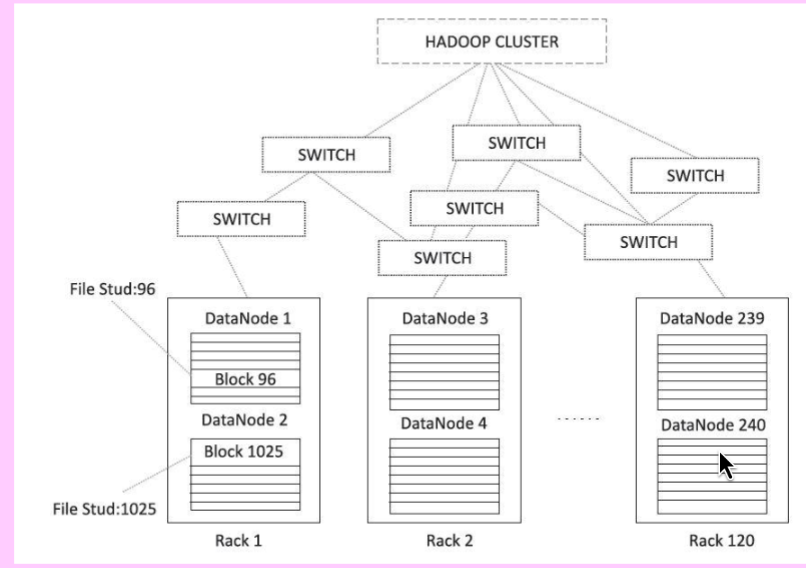 HADOOP CLUSTER
SWITCH
SWITCH
SWITCH
SWITCH
SWITCH
SWITCH
SWITCH
File Stud:96
DataNode 1
DataNode 3
DataNode 239
Block 96
DataNode 2
DataNode 4
DataNode 240
Block 1025
......
File Stud:1025
Rack 1
Rack 2
Rack 120